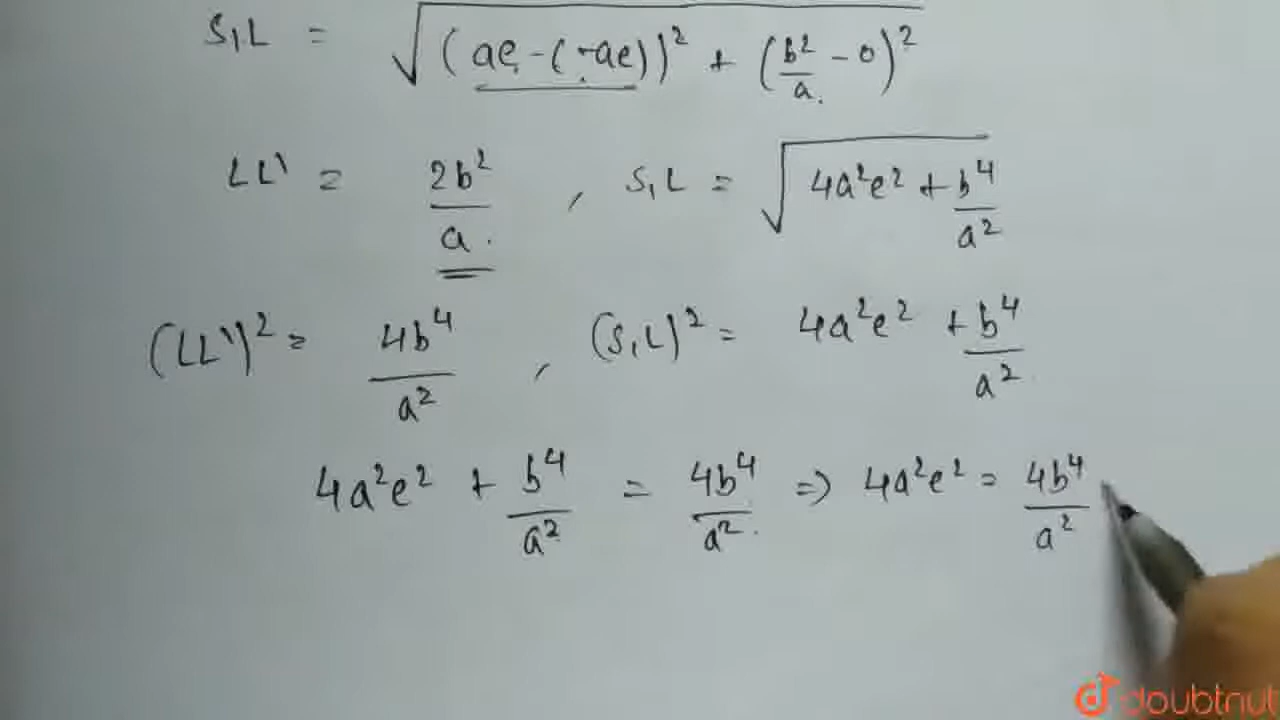 S₁L = √((ae-(-ae))² + (b²/a - 0)²)
LL' = 2b²/a , S₁L = √(4a²e² + b⁴/a²)
(LL')² = 4b⁴/a² , (S₁L)² = 4a²e² + b⁴/a²
4a²e² + b⁴/a² = 4b⁴/a² ⇒ 4a²e² = 4b⁴/a²
doubtnut